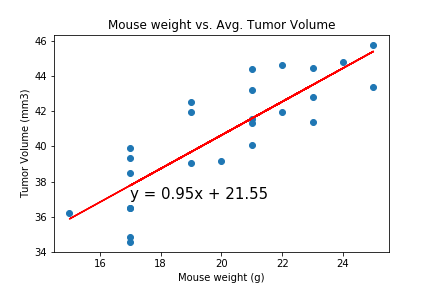 Mouse weight vs. Avg. Tumor Volume
46
44
42
40
38
36
34
Tumor Volume (mm3)
y = 0.95x + 21.55
16 18 20 22 24
Mouse weight (g)